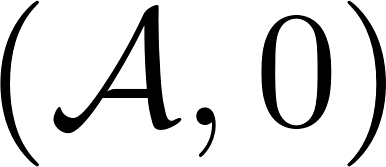 (𝒜, 0)